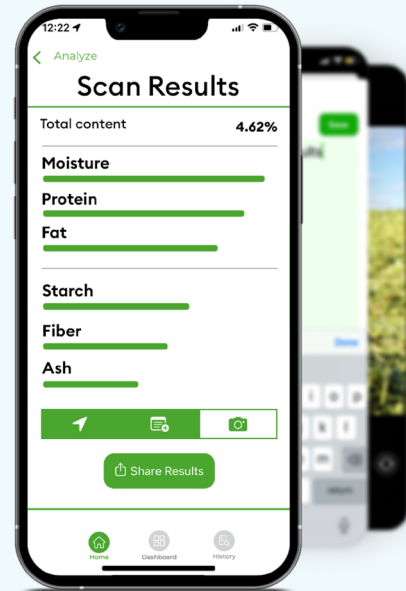 12:22
Analyze
Scan Results
Total content 4.62%
Moisture
Protein
Fat
Starch
Fiber
Ash
Share Results
Home Dashboard History
Save
Done
i o p
k l
m
return